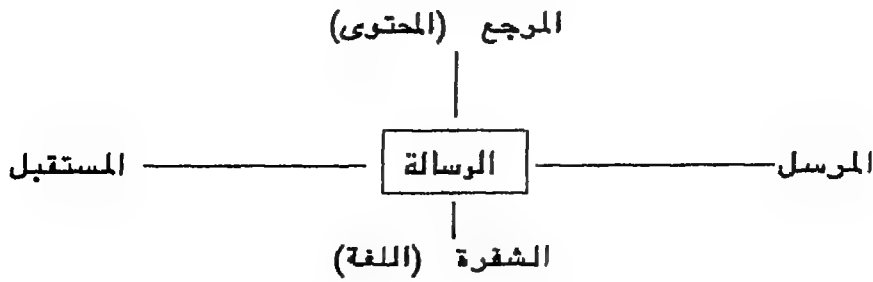 المرجع (المحتوى)
المرسل الرسالة المستقبل
الشفرة (اللغة)